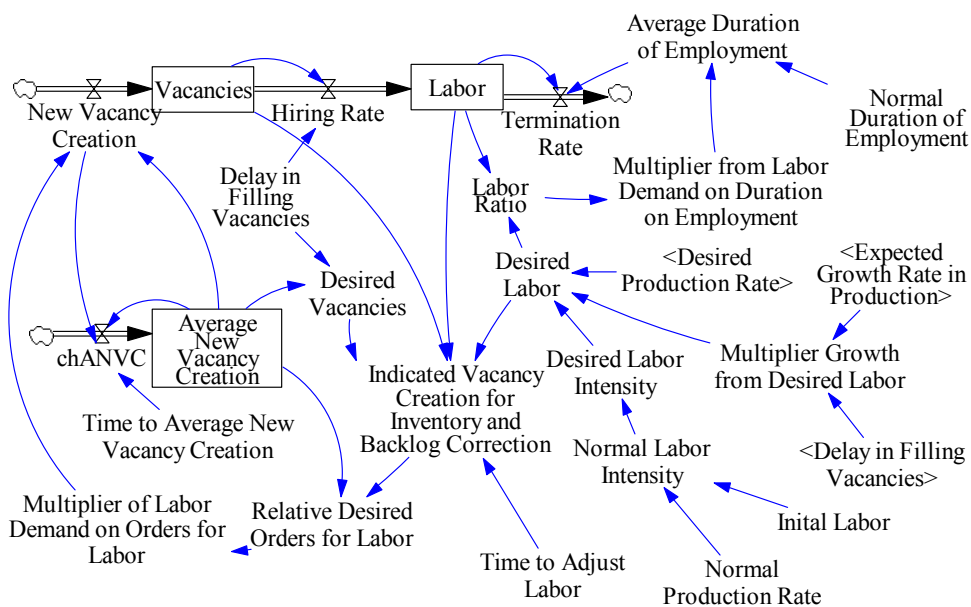 Average Duration
of Employment
Vacancies
Labor
New Vacancy
Creation
Hiring Rate
Termination
Rate
Normal
Duration of
Employment
Delay in
Filling
Vacancies
Labor
Ratio
Multiplier from Labor
Demand on Duration
on Employment
Desired
Vacancies
Desired
Labor
<Desired
Production Rate>
<Expected
Growth Rate in
Production>
chANVC
Average
New
Vacancy
Creation
Indicated Vacancy
Creation for
Inventory and
Backlog Correction
Desired Labor
Intensity
Multiplier Growth
from Desired Labor
Time to Average New
Vacancy Creation
Normal Labor
Intensity
<Delay in Filling
Vacancies>
Multiplier of Labor
Demand on Orders for
Labor
Relative Desired
Orders for Labor
Inital Labor
Time to Adjust
Labor
Normal
Production Rate